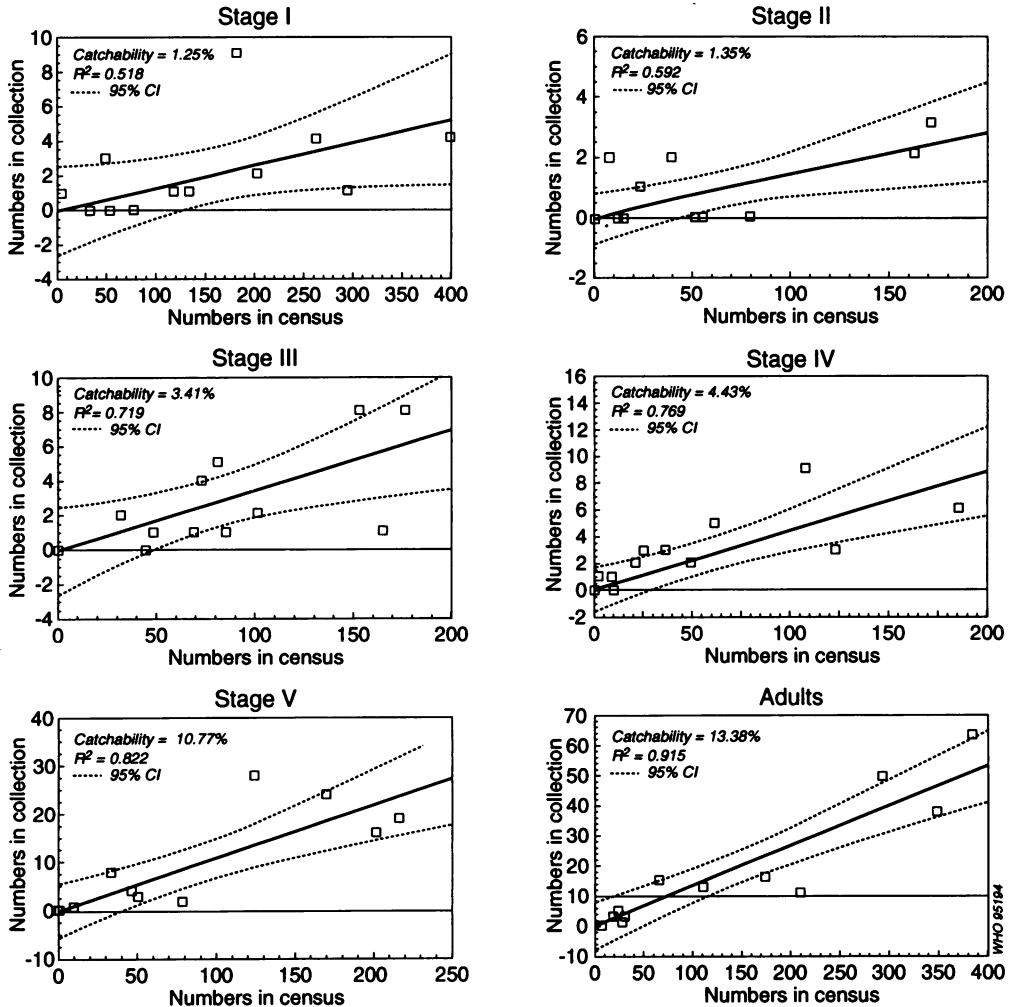 Stage I
Catchability = 1.25%
R² = 0.518
95% CI
Numbers in collection
10
8
6
4
2
0
-2
-4
0 50 100 150 200 250 300 350 400
Numbers in census
Stage II
Catchability = 1.35%
R² = 0.592
95% CI
Numbers in collection
6
4
2
0
-2
0 50 100 150 200
Numbers in census
Stage III
Catchability = 3.41%
R² = 0.719
95% CI
Numbers in collection
10
8
6
4
2
0
-2
-4
0 50 100 150 200
Numbers in census
Stage IV
Catchability = 4.43%
R² = 0.769
95% CI
Numbers in collection
16
14
12
10
8
6
4
2
0
-2
0 25 50 75 100 125 150 175 200
Numbers in census
Stage V
Catchability = 10.77%
R² = 0.822
95% CI
Numbers in collection
40
30
20
10
0
-10
0 50 100 150 200 250
Numbers in census
Adults
Catchability = 13.38%
R² = 0.915
95% CI
Numbers in collection
70
60
50
40
30
20
10
0
-10
0 50 100 150 200 250 300 350 400
Numbers in census
WHO 95194